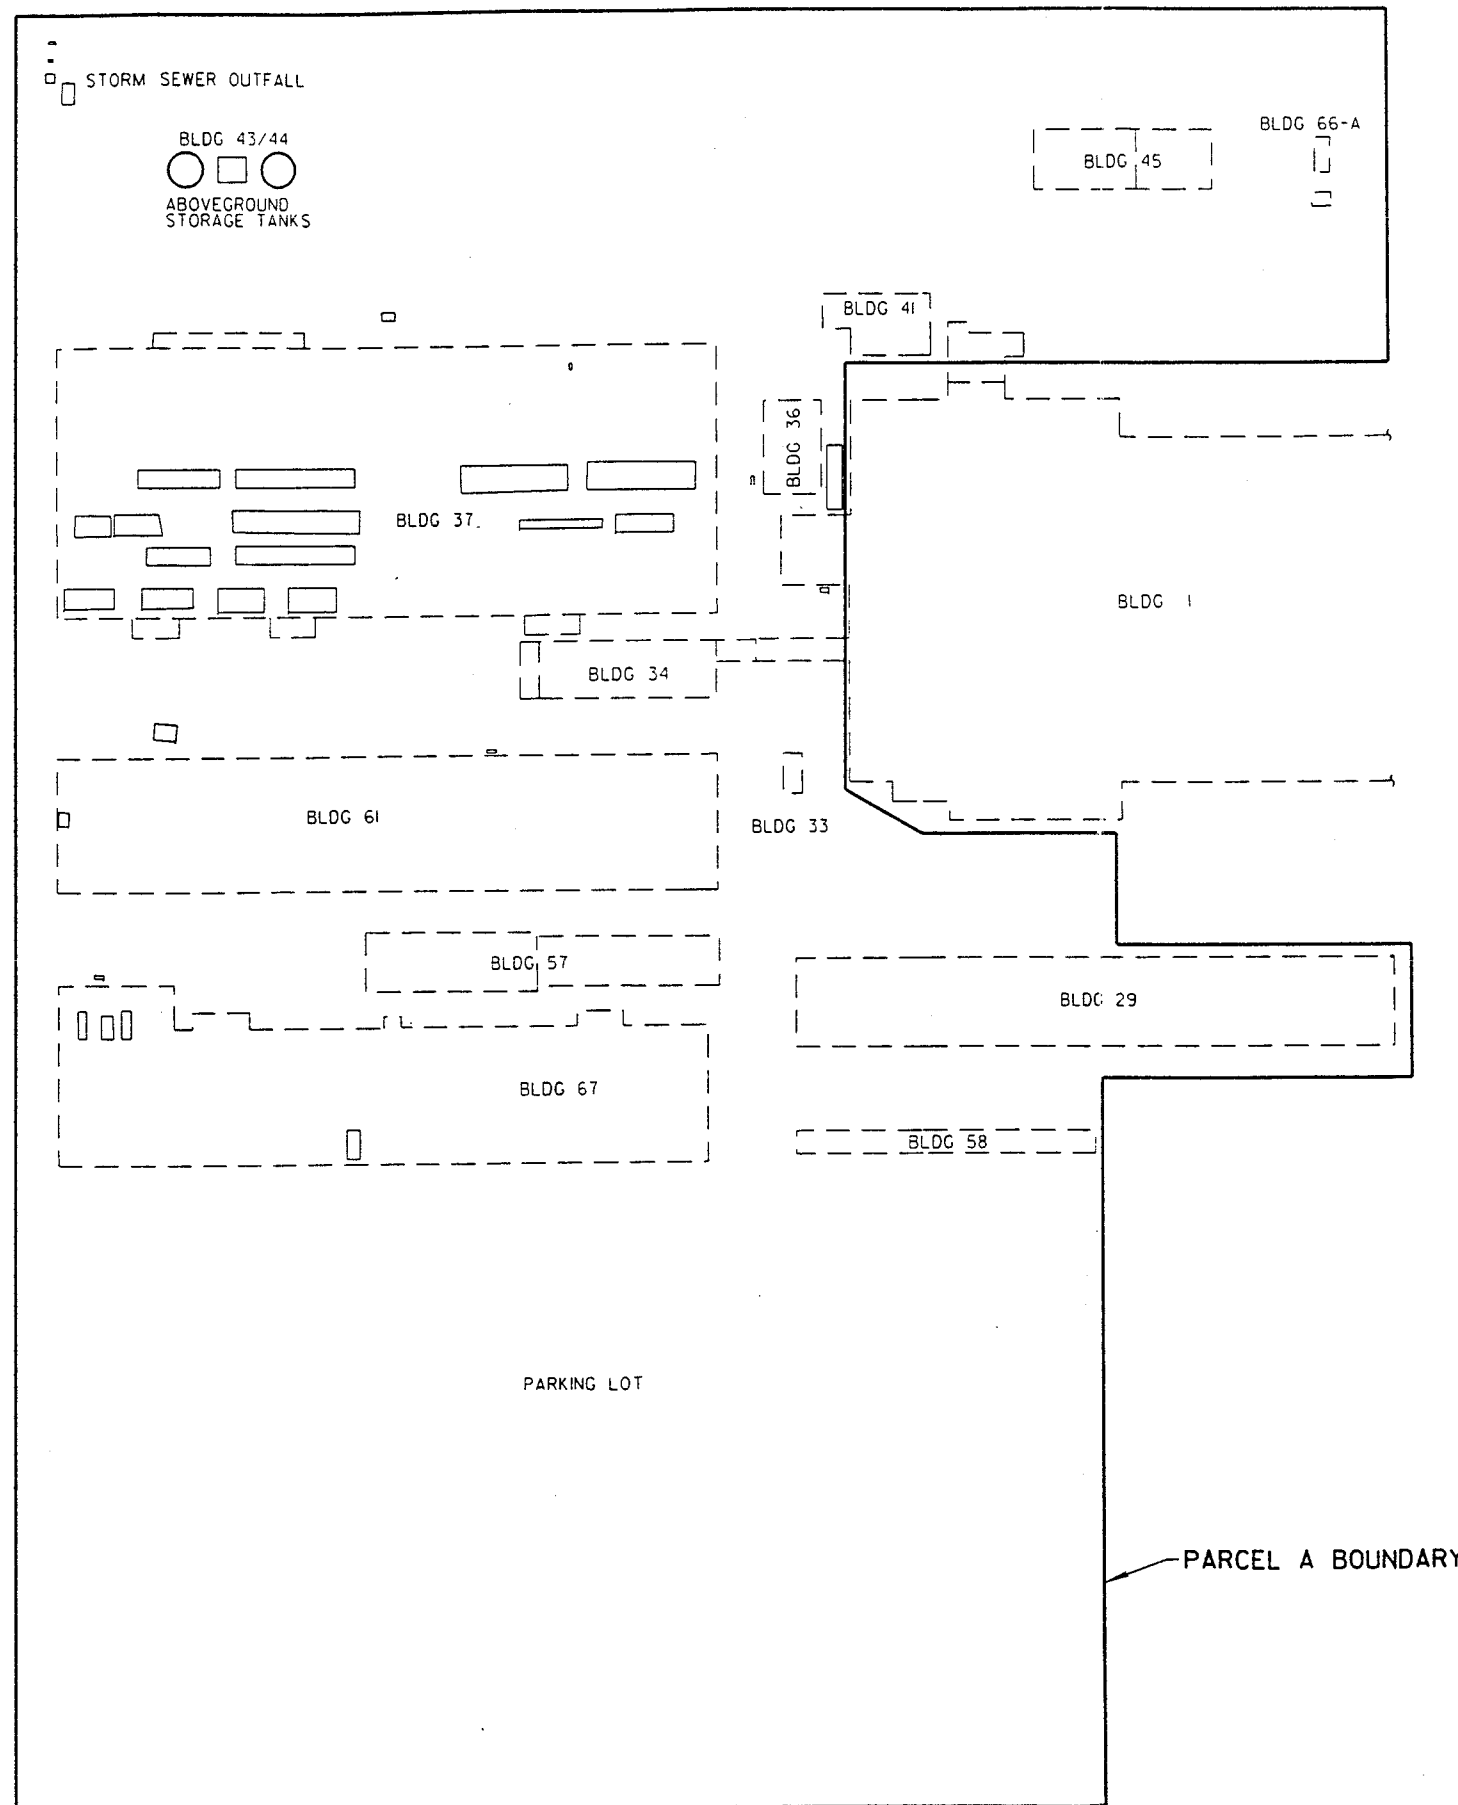 STORM SEWER OUTFALL
BLDG 43/44
ABOVEGROUND
STORAGE TANKS
BLDG 45
BLDG 66-A
BLDG 41
BLDG 36
BLDG 37
BLDG 1
BLDG 34
BLDG 61
BLDG 33
BLDG 57
BLDG 29
BLDG 67
BLDG 58
PARKING LOT
PARCEL A BOUNDARY